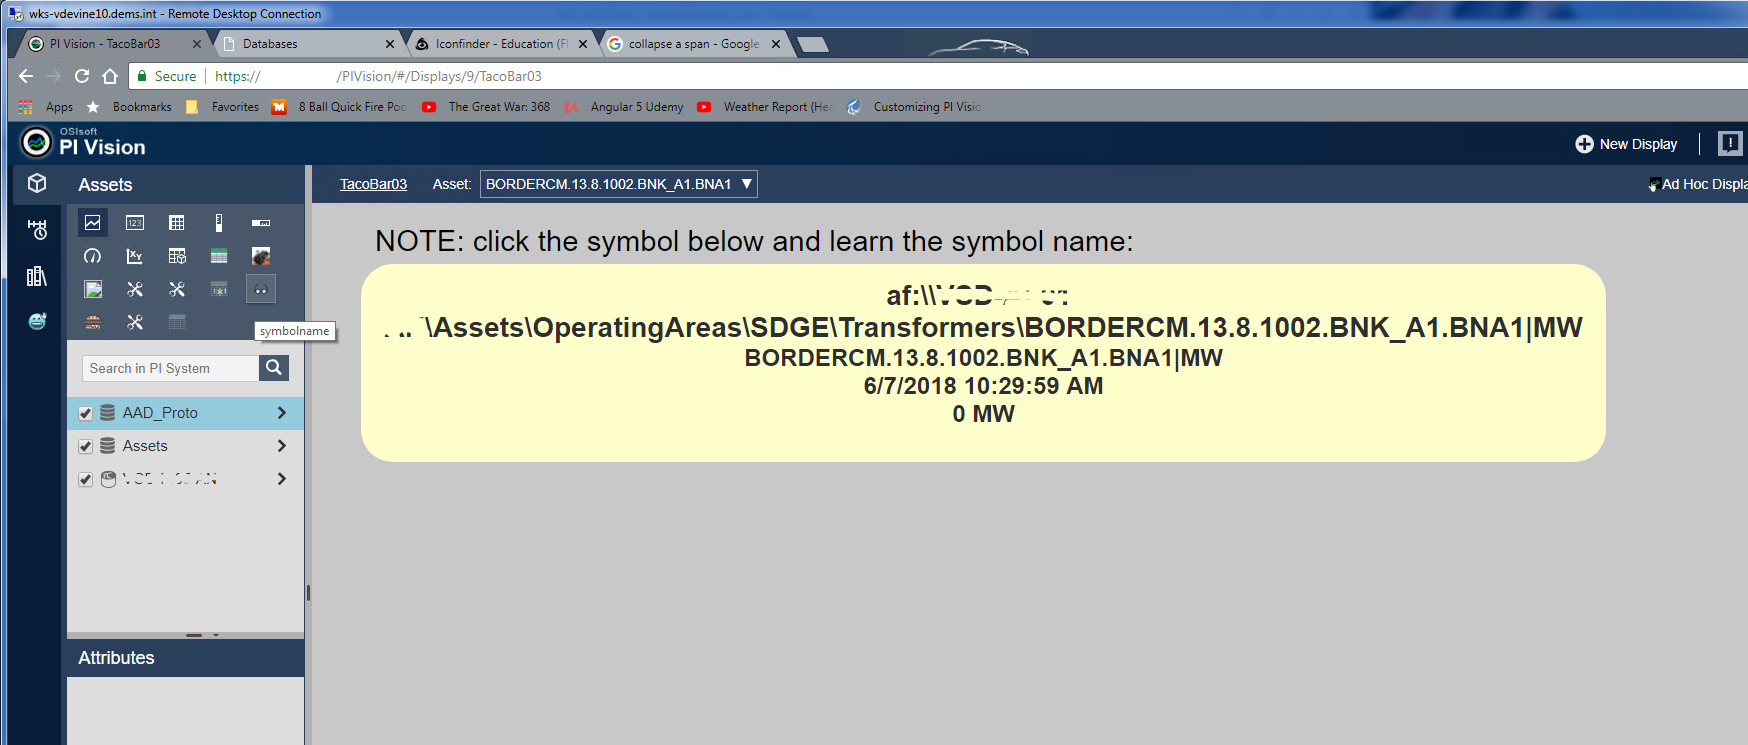 wks-vdevine10.dems.int - Remote Desktop Connection
PI Vision - TacoBar03
Databases
Iconfinder - Education (F
collapse a span - Google
Secure https:// /PIVision/#/Displays/9/TacoBar03
Apps Bookmarks Favorites 8 Ball Quick Fire Poo The Great War: 368 Angular 5 Udemy Weather Report (He Customizing PI Visio
OSIsoft
PI Vision
New Display
Assets
TacoBar03 Asset: BORDERCM.13.8.1002.BNK_A1.BNA1
Ad Hoc Displa
NOTE: click the symbol below and learn the symbol name:
af:\\
\Assets\OperatingAreas\SDGE\Transformers\BORDERCM.13.8.1002.BNK_A1.BNA1|MW
BORDERCM.13.8.1002.BNK_A1.BNA1|MW
6/7/2018 10:29:59 AM
0 MW
123
XY
symbolname
Search in PI System
AAD_Proto
Assets
Attributes